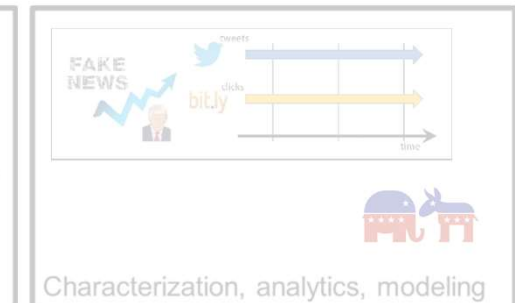 tweets
FAKE
NEWS
clicks
bit.ly
time
Characterization, analytics, modeling